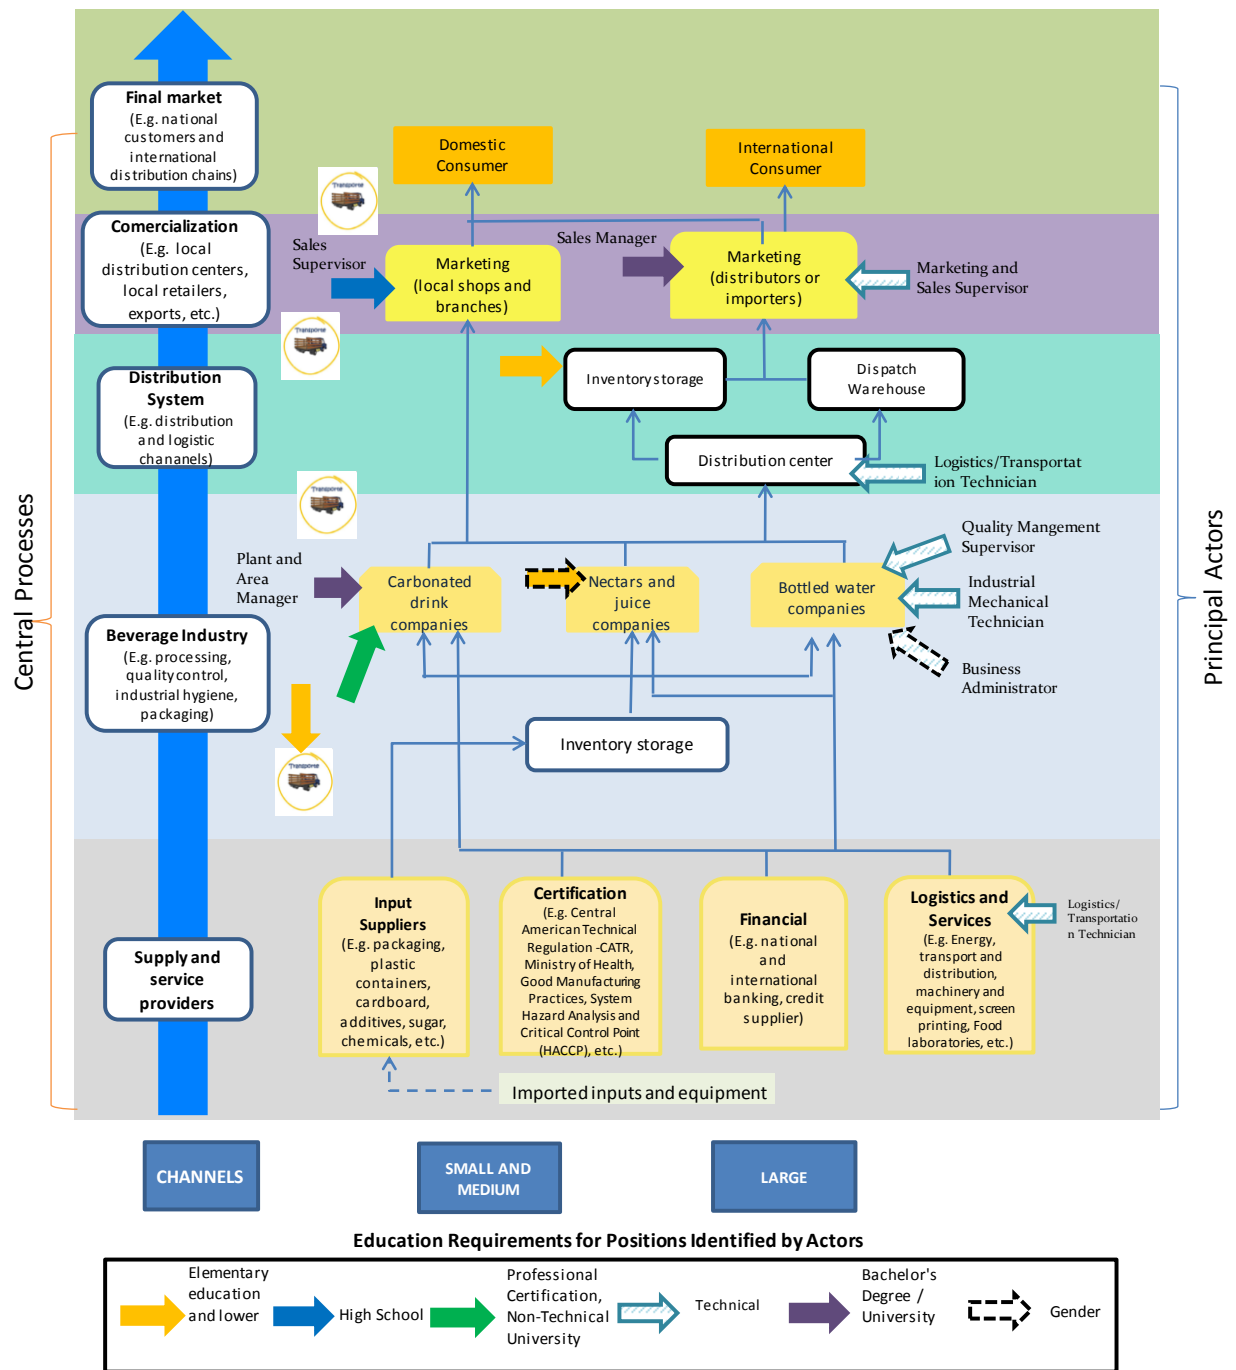 Final market
(E.g. national
customers and
international
distribution chains)
Domestic
Consumer
International
Consumer
Transporse
Comercialization
(E.g. local
distribution centers,
local retailers,
exports, etc.)
Sales
Supervisor
Marketing
(local shops and
branches)
Sales Manager
Marketing
(distributors or
importers)
Marketing and
Sales Supervisor
Transporse
Distribution
System
(E.g. distribution
and logistic
chananels)
Inventory storage
Dispatch
Warehouse
Distribution center
Logistics/Transportat
ion Technician
Transporse
Central Processes
Principal Actors
Plant and
Area
Manager
Carbonated
drink
companies
Nectars and
juice
companies
Bottled water
companies
Quality Mangement
Supervisor
Industrial
Mechanical
Technician
Business
Administrator
Beverage Industry
(E.g. processing,
quality control,
industrial hygiene,
packaging)
Inventory storage
Transporse
Supply and
service
providers
Input
Suppliers
(E.g. packaging,
plastic
containers,
cardboard,
additives, sugar,
chemicals, etc.)
Certification
(E.g. Central
American Technical
Regulation -CATR,
Ministry of Health,
Good Manufacturing
Practices, System
Hazard Analysis and
Critical Control Point
(HACCP), etc.)
Financial
(E.g. national
and
international
banking, credit
supplier)
Logistics and
Services
(E.g. Energy,
transport and
distribution,
machinery and
equipment, screen
printing, Food
laboratories, etc.)
Logistics/
Transportatio
n Technician
Imported inputs and equipment
CHANNELS
SMALL AND
MEDIUM
LARGE
Education Requirements for Positions Identified by Actors
Elementary
education
and lower
High School
Professional
Certification,
Non-Technical
University
Technical
Bachelor's
Degree /
University
Gender